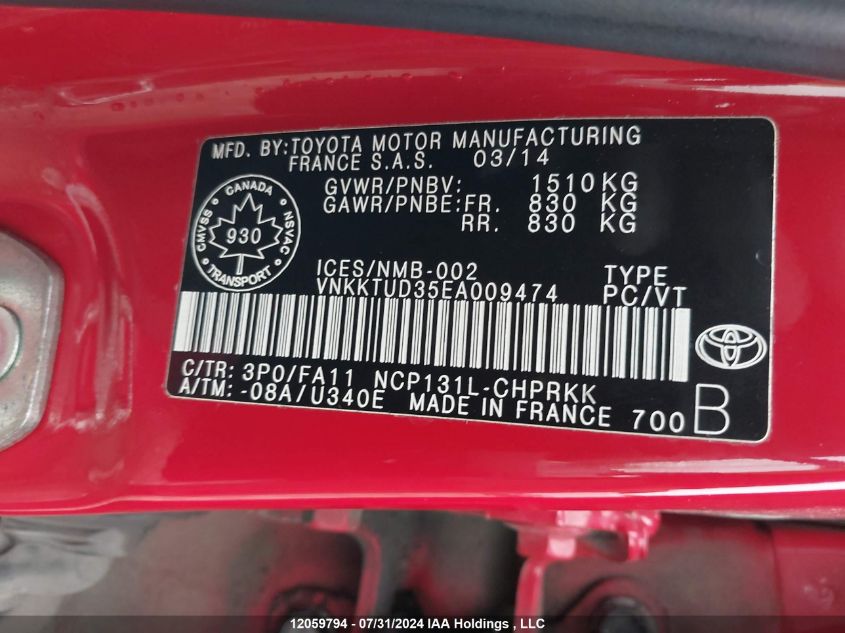 MFD. BY:TOYOTA MOTOR MANUFACTURING
FRANCE S.A.S. 03/14
GVWR/PNBV: 1510KG
GAWR/PNBE:FR. 830 KG
RR. 830 KG
CANADA
CMVSS 930 NSVAC
TRANSPORT
ICES/NMB-002 TYPE
VNKKTUD35EA009474 PC/VT
C/TR: 3P0/FA11 NCP131L-CHPRKK
A/TM: -08A/U340E MADE IN FRANCE 700 B
12059794 - 07/31/2024 IAA Holdings , LLC